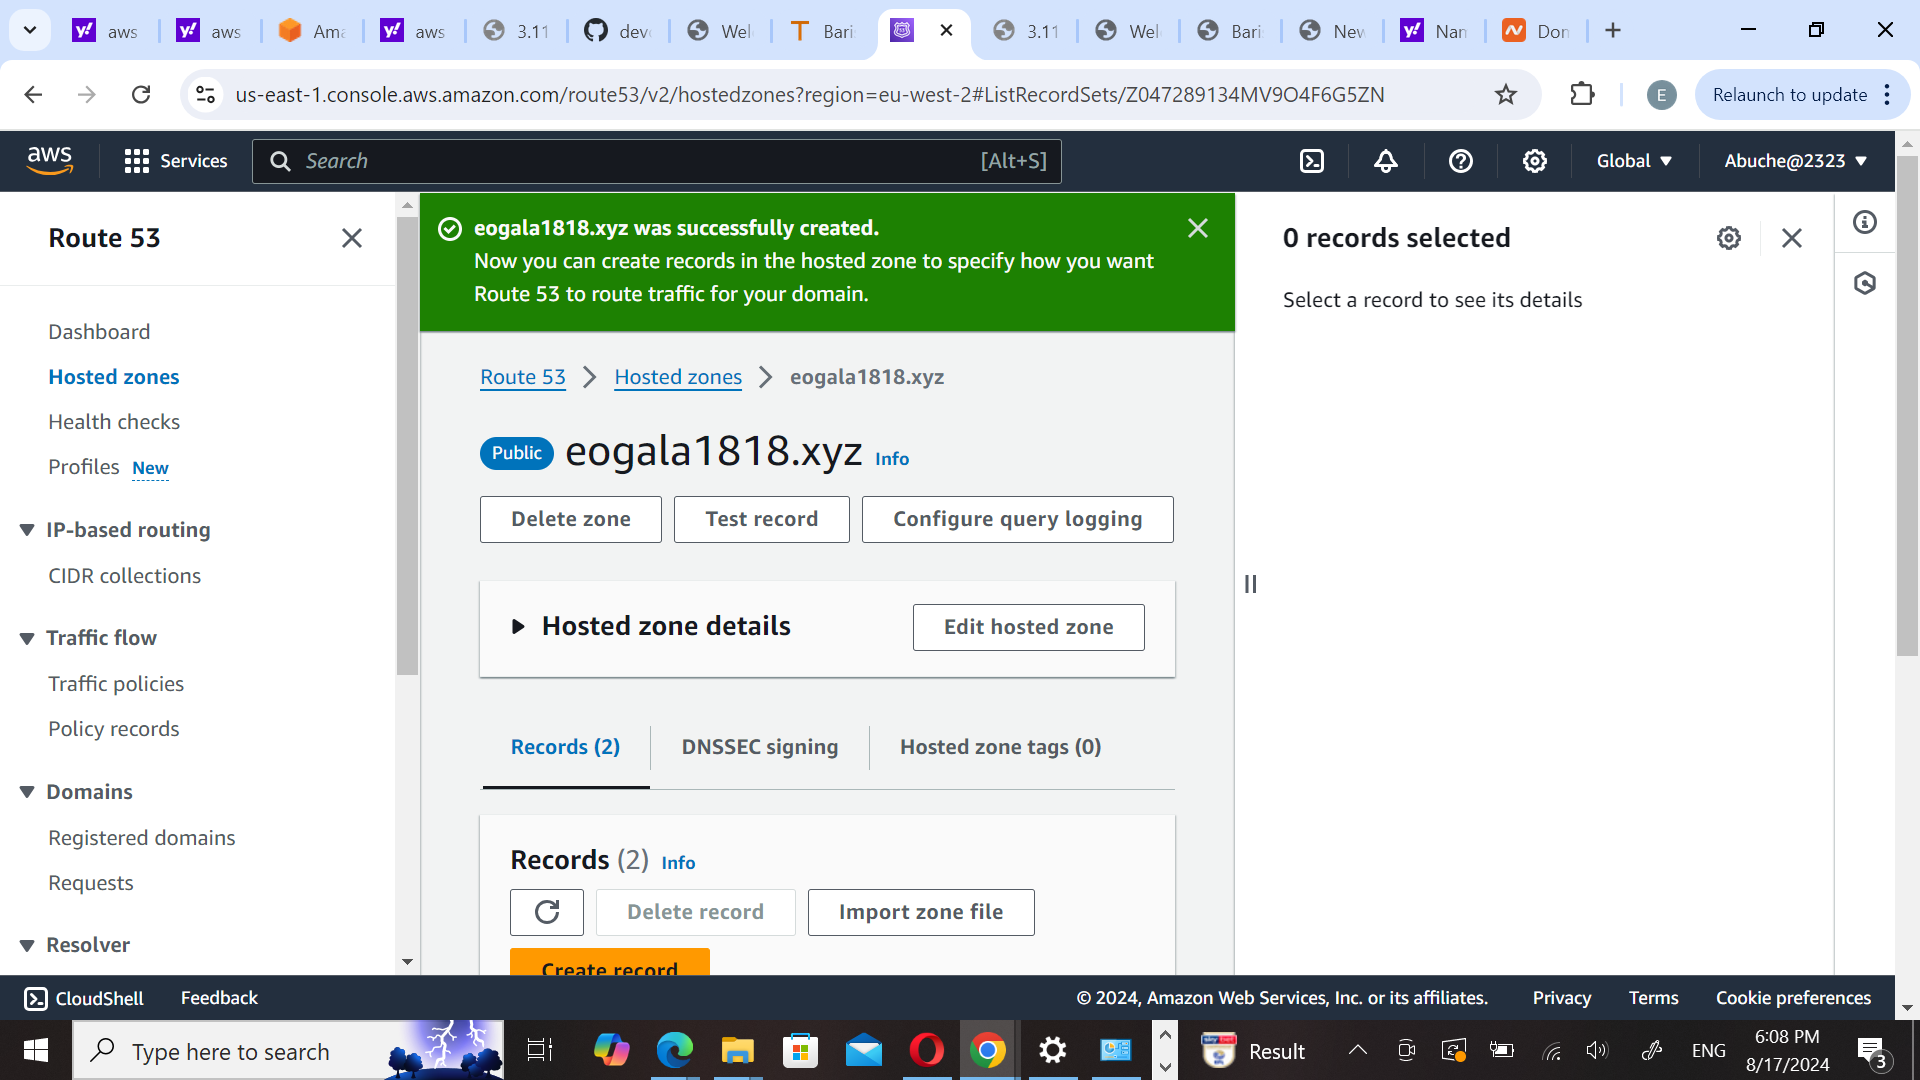 aws
aws
Ama
aws
3.11
dev
Wel
Bari
3.11
Wel
Bari
New
Nan
Don
us-east-1.console.aws.amazon.com/route53/v2/hostedzones?region=eu-west-2#ListRecordSets/Z047289134MV9O4F6G5ZN
E
Relaunch to update
aws
Services
Search
[Alt+S]
Global
Abuche@2323
Route 53
Dashboard
Hosted zones
Health checks
Profiles New
IP-based routing
CIDR collections
Traffic flow
Traffic policies
Policy records
Domains
Registered domains
Requests
Resolver
eogala1818.xyz was successfully created.
Now you can create records in the hosted zone to specify how you want
Route 53 to route traffic for your domain.
Route 53
Hosted zones
eogala1818.xyz
Public eogala1818.xyz Info
Delete zone
Test record
Configure query logging
Hosted zone details
Edit hosted zone
Records (2)
DNSSEC signing
Hosted zone tags (0)
Records (2) Info
Delete record
Import zone file
Create record
0 records selected
Select a record to see its details
CloudShell
Feedback
© 2024, Amazon Web Services, Inc. or its affiliates.
Privacy
Terms
Cookie preferences
Type here to search
Result
ENG
6:08 PM
8/17/2024
3